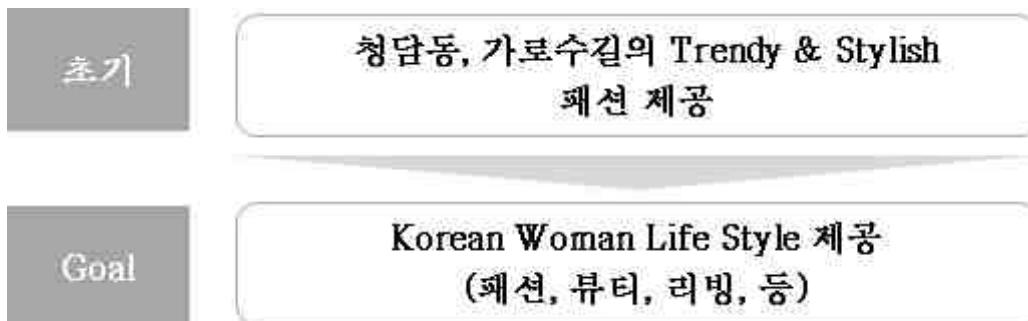 초기
청담동, 가로수길의 Trendy & Stylish
패션 제공
Goal
Korean Woman Life Style 제공
(패션, 뷰티, 리빙, 등)